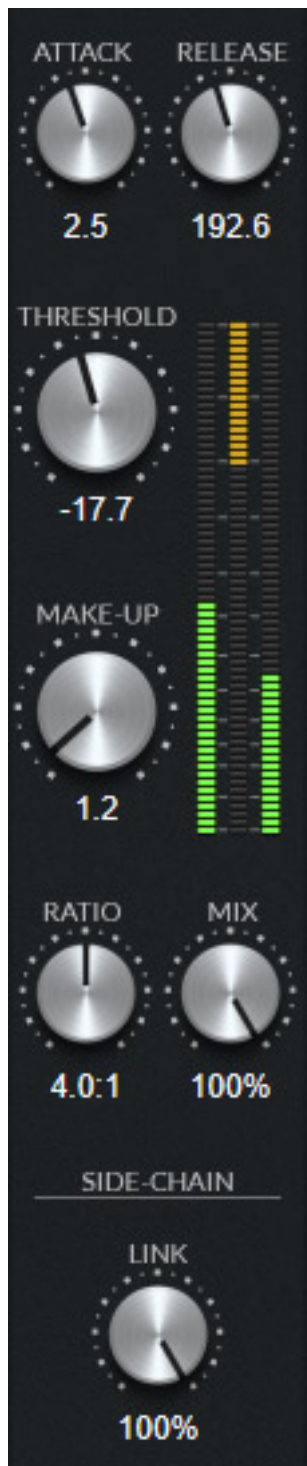 ATTACK RELEASE
2.5 192.6
THRESHOLD
-17.7
MAKE-UP
1.2
RATIO MIX
4.0:1 100%
SIDE-CHAIN
LINK
100%